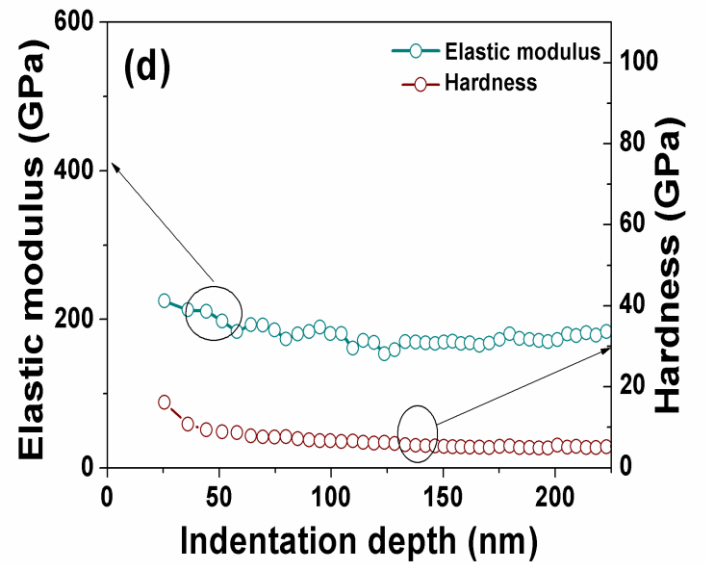 (d)
Elastic modulus
Hardness
Elastic modulus (GPa)
600
400
200
0
Hardness (GPa)
100
80
60
40
20
0
0
50
100
150
200
Indentation depth (nm)